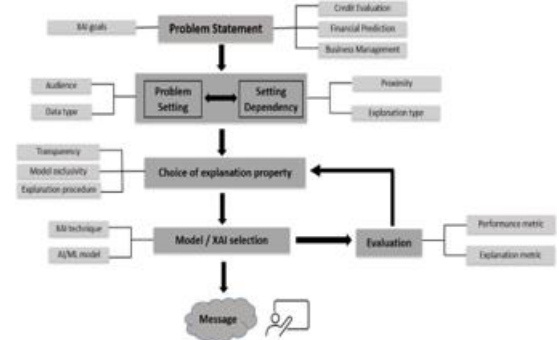 Credit Evaluation
XAI goals
Problem Statement
Financial Prediction
Business Management
Audience
Data type
Problem
Setting
Setting
Dependency
Proximity
Explanation type
Transparency
Model exclusivity
Explanation procedure
Choice of explanation property
XAI technique
AI/ML model
Model / XAI selection
Evaluation
Performance metric
Explanation metric
Message